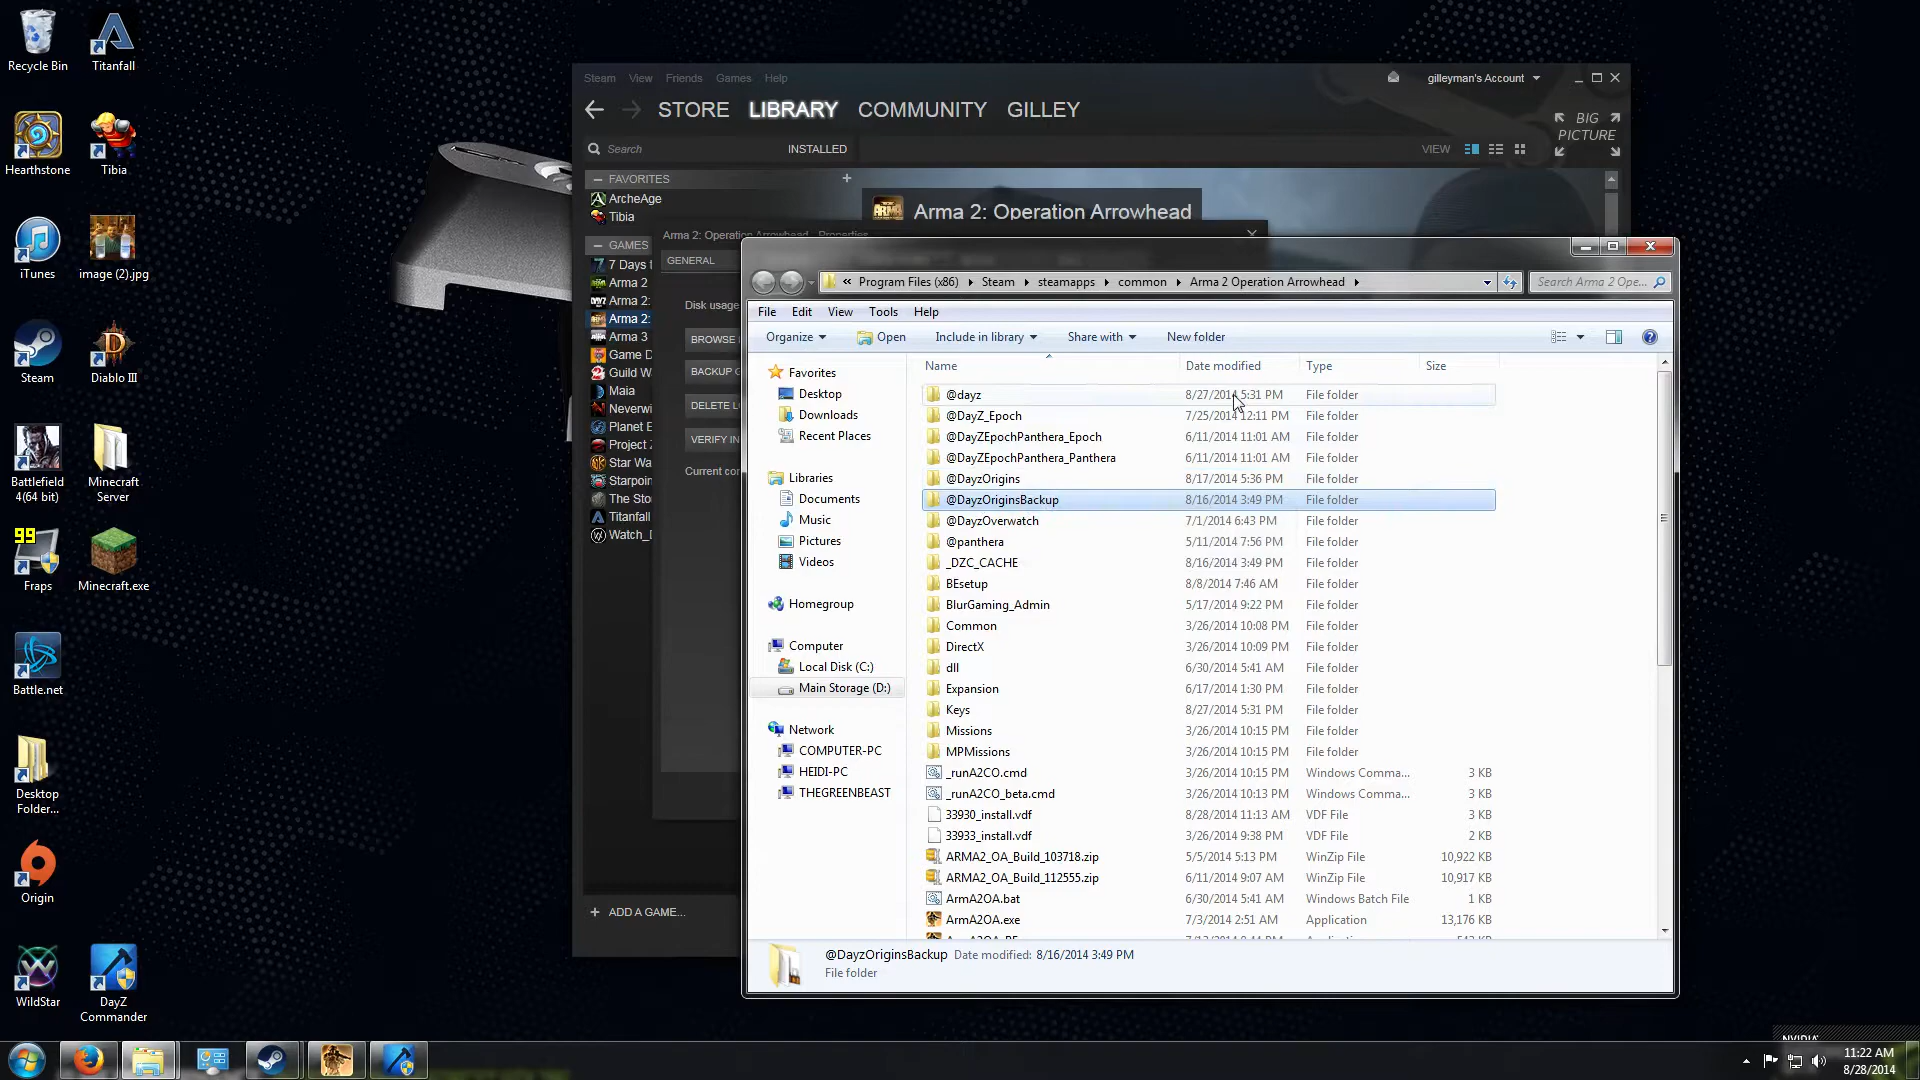 Recycle Bin
Titanfall
Hearthstone
Tibia
iTunes
image (2).jpg
Steam
Diablo III
Battlefield 4(64 bit)
Minecraft Server
99
Fraps
Minecraft.exe
Battle.net
Desktop Folder...
Origin
WildStar
DayZ Commander
Steam View Friends Games Help
gilleyman's Account
STORE LIBRARY COMMUNITY GILLEY
BIG PICTURE
Search
INSTALLED
VIEW
FAVORITES
ArcheAge
Tibia
GAMES
7 Days
Arma 2
Arma 2:
Arma 2:
Arma 3
Game D
Guild W
Maia
Neverwi
Planet E
Project
Star Wa
Starpoin
The Sto
Titanfall
Watch_D
+ ADD A GAME...
ARMA
Arma 2: Operation Arrowhead
Arma 2: Operation Arrowhead
GENERAL
Disk usage
BROWSE
BACKUP G
DELETE L
VERIFY IN
Current co
« Program Files (x86) Steam steamapps common Arma 2 Operation Arrowhead
Search Arma 2 Ope...
File Edit View Tools Help
Organize Open Include in library Share with New folder
Favorites
Desktop
Downloads
Recent Places
Libraries
Documents
Music
Pictures
Videos
Homegroup
Computer
Local Disk (C:)
Main Storage (D:)
Network
COMPUTER-PC
HEIDI-PC
THEGREENBEAST
Name Date modified Type Size
@dayz 8/27/2014 5:31 PM File folder
@DayZ_Epoch 7/25/2014 12:11 PM File folder
@DayZEpochPanthera_Epoch 6/11/2014 11:01 AM File folder
@DayZEpochPanthera_Panthera 6/11/2014 11:01 AM File folder
@DayzOrigins 8/17/2014 5:36 PM File folder
@DayzOriginsBackup 8/16/2014 3:49 PM File folder
@DayzOverwatch 7/1/2014 6:43 PM File folder
@panthera 5/11/2014 7:56 PM File folder
_DZC_CACHE 8/16/2014 3:49 PM File folder
BEsetup 8/8/2014 7:46 AM File folder
BlurGaming_Admin 5/17/2014 9:22 PM File folder
Common 3/26/2014 10:08 PM File folder
DirectX 3/26/2014 10:09 PM File folder
dll 6/30/2014 5:41 AM File folder
Expansion 6/17/2014 1:30 PM File folder
Keys 8/27/2014 5:31 PM File folder
Missions 3/26/2014 10:15 PM File folder
MPMissions 3/26/2014 10:15 PM File folder
_runA2CO.cmd 3/26/2014 10:15 PM Windows Comma... 3 KB
_runA2CO_beta.cmd 3/26/2014 10:13 PM Windows Comma... 3 KB
33930_install.vdf 8/28/2014 11:13 AM VDF File 3 KB
33933_install.vdf 3/26/2014 9:38 PM VDF File 2 KB
ARMA2_OA_Build_103718.zip 5/5/2014 5:13 PM WinZip File 10,922 KB
ARMA2_OA_Build_112555.zip 6/11/2014 9:07 AM WinZip File 10,917 KB
ArmA2OA.bat 6/30/2014 5:41 AM Windows Batch File 1 KB
ArmA2OA.exe 7/3/2014 2:51 AM Application 13,176 KB
@DayzOriginsBackup Date modified: 8/16/2014 3:49 PM
File folder
NVIDIA
11:22 AM
8/28/2014